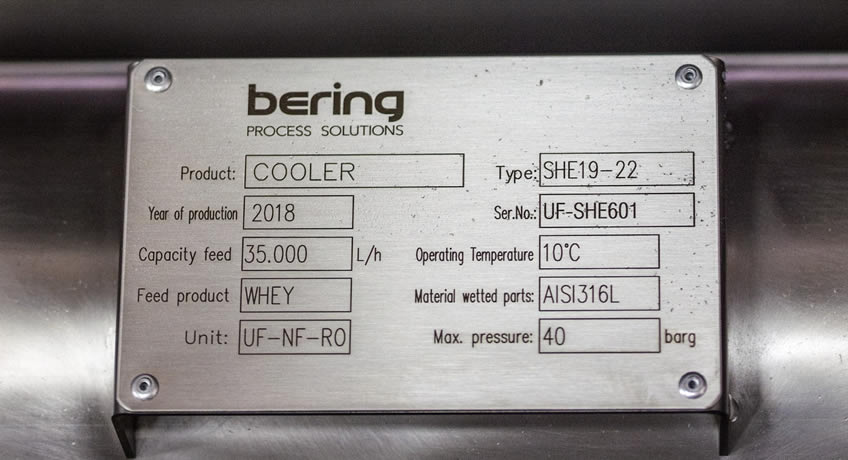 bering
PROCESS SOLUTIONS
Product: COOLER Type: SHE19-22
Year of production 2018 Ser.No.: UF-SHE601
Capacity feed 35.000 L/h Operating Temperature 10°C
Feed product WHEY Material wetted parts: AISI316L
Unit: UF-NF-RO Max. pressure: 40 barg